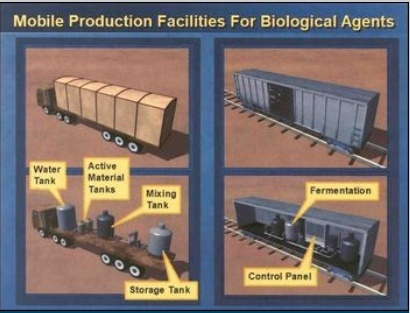 Mobile Production Facilities For Biological Agents
Water
Tank
Active
Material
Tanks
Mixing
Tank
Storage Tank
Fermentation
Control Panel